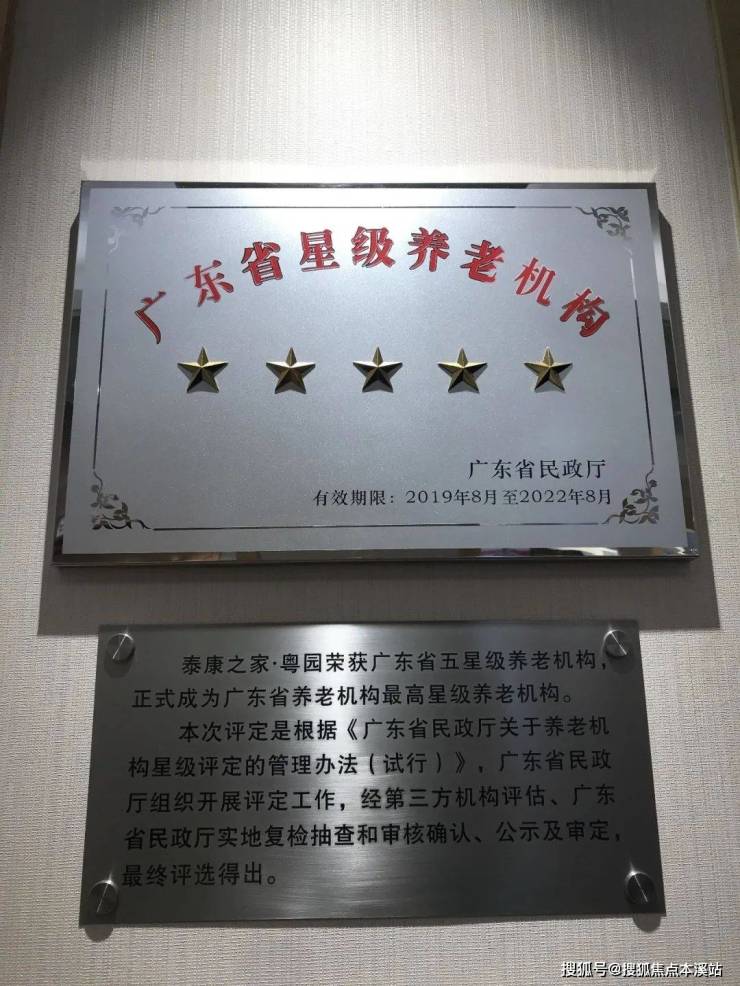 广东省星级养老机构
广东省民政厅
有效期限：2019年8月至2022年8月
泰康之家·粤园荣获广东省五星级养老机构，
正式成为广东省养老机构最高星级养老机构。
本次评定是根据《广东省民政厅关于养老机
构星级评定的管理办法（试行）》，广东省民政
厅组织开展评定工作，经第三方机构评估、广东
省民政厅实地复检抽查和审核确认、公示及审定，
最终评选得出。
搜狐号@搜狐焦点本溪站